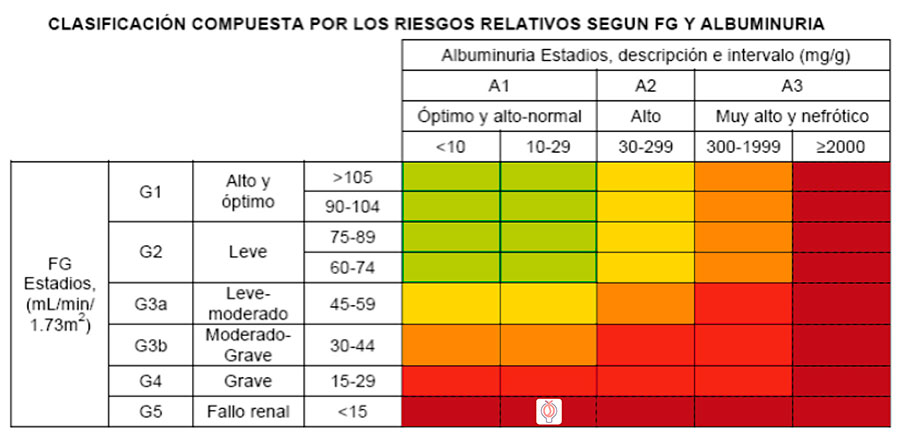 CLASIFICACIÓN COMPUESTA POR LOS RIESGOS RELATIVOS SEGUN FG Y ALBUMINURIA
Albuminuria Estadios, descripción e intervalo (mg/g)
A1 A2 A3
Óptimo y alto-normal Alto Muy alto y nefrótico
<10 10-29 30-299 300-1999 ≥2000
FG
Estadios,
(mL/min/
1.73m²)
G1 Alto y
óptimo >105
90-104
G2 Leve 75-89
60-74
G3a Leve-
moderado 45-59
G3b Moderado-
Grave 30-44
G4 Grave 15-29
G5 Fallo renal <15